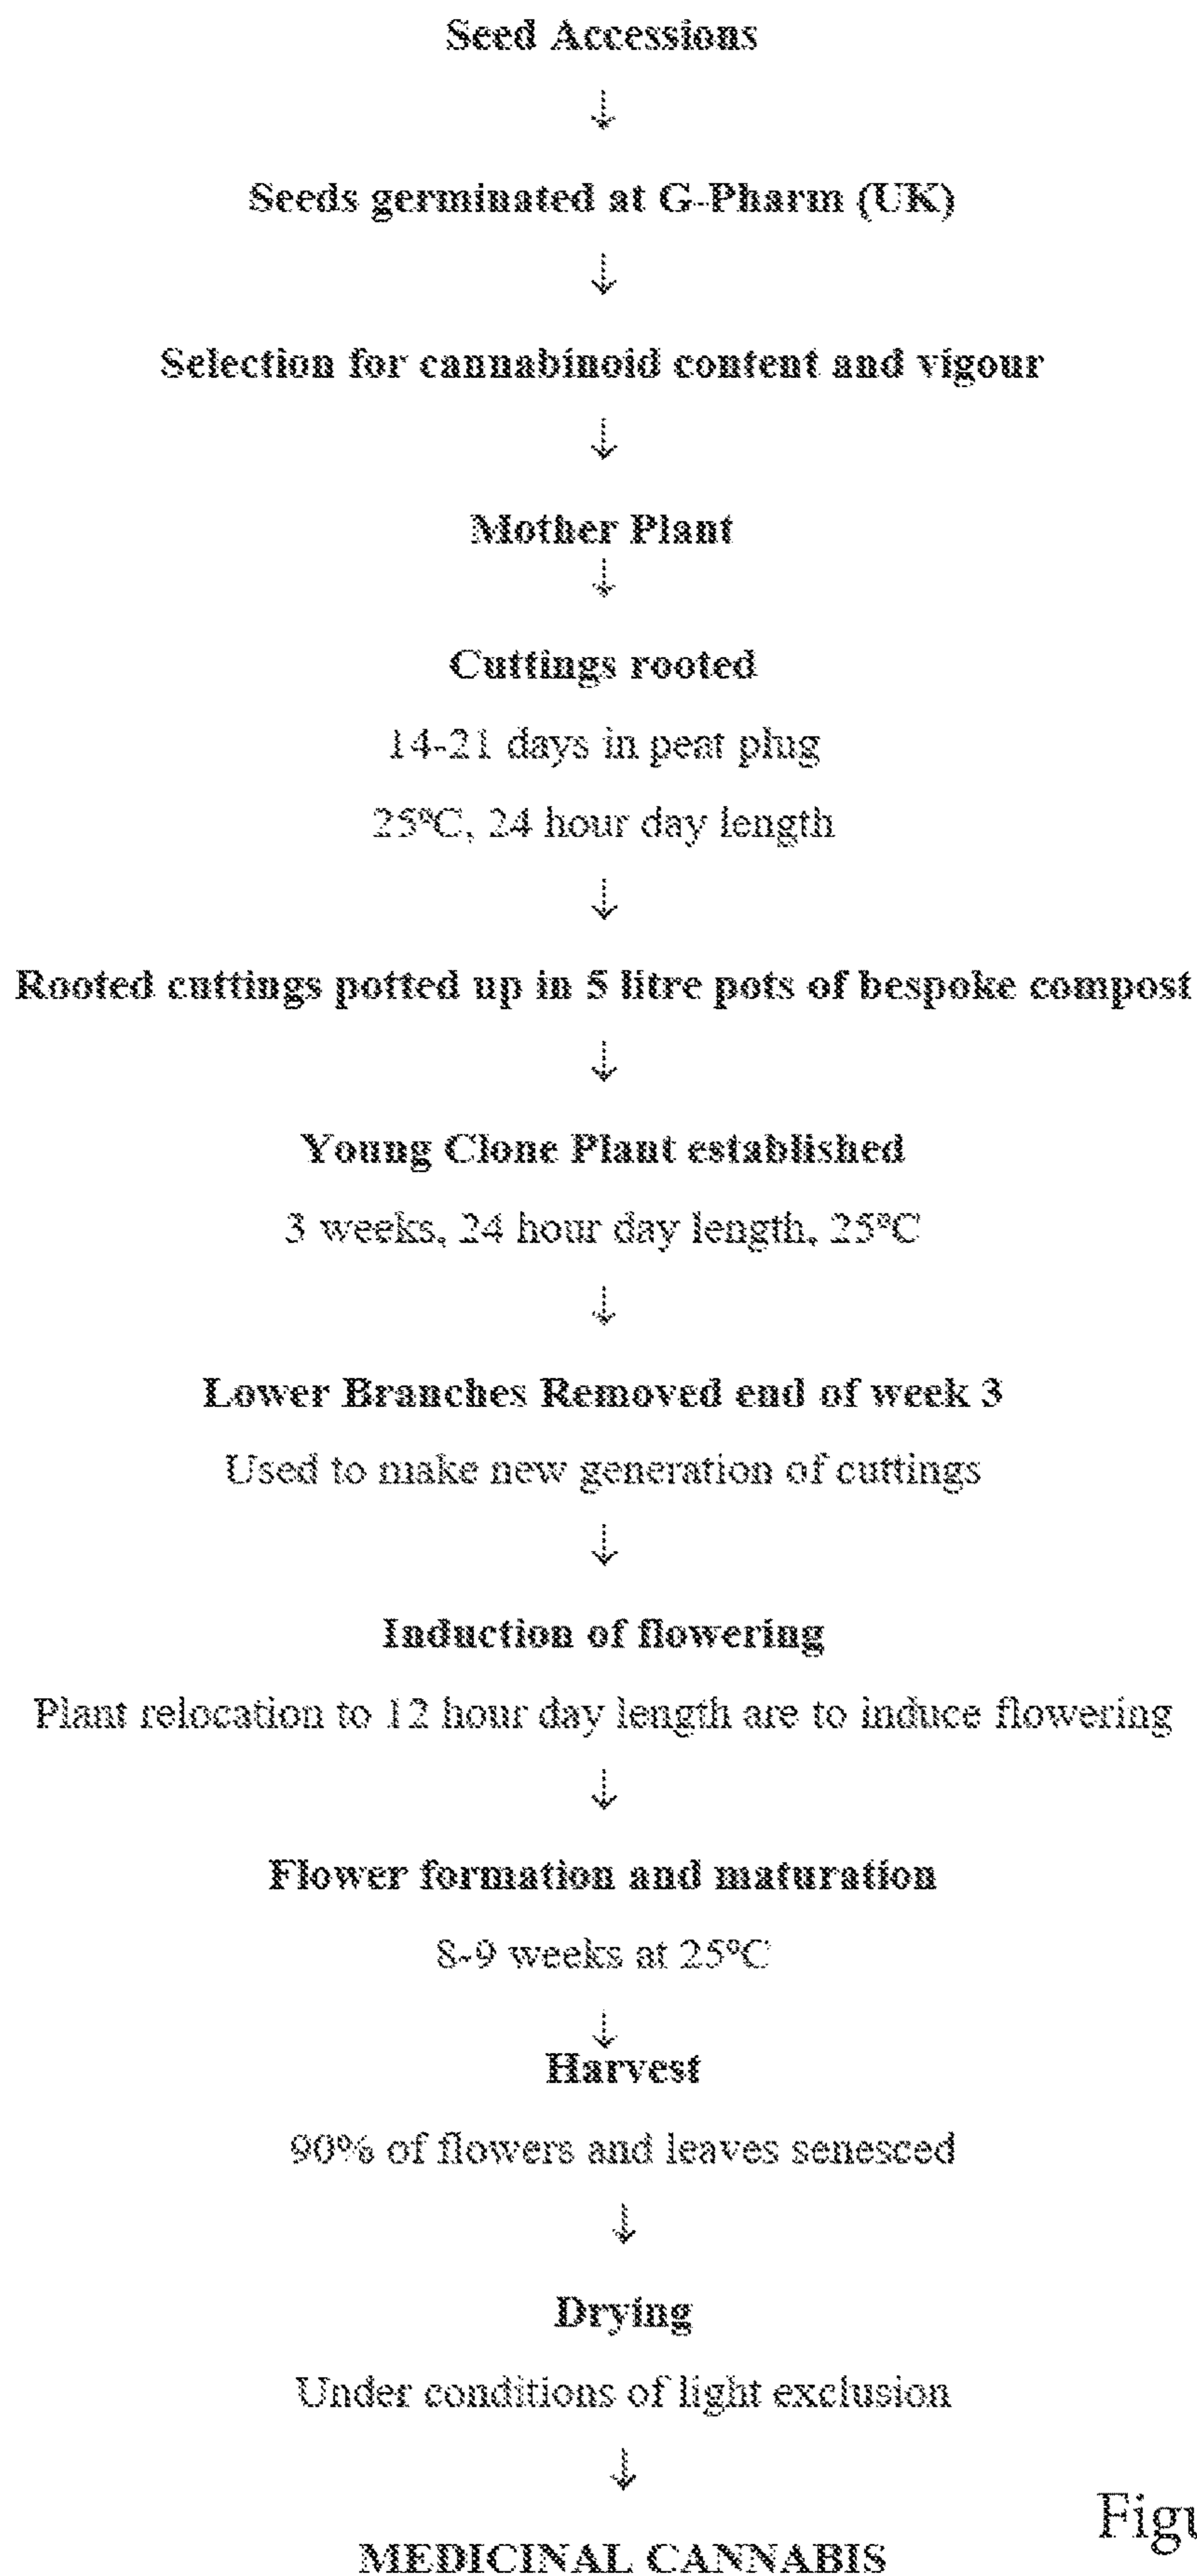 Seed Accessions
↓
Seeds germinated at G-Pharm (UK)
↓
Selection for cannabinoid content and vigour
↓
Mother Plant
↓
Cuttings rooted
14-21 days in peat plug
25ºC, 24 hour day length
↓
Rooted cuttings potted up in 5 litre pots of bespoke compost
↓
Young Clone Plant established
3 weeks, 24 hour day length, 25ºC
↓
Lower Branches Removed end of week 3
Used to make new generation of cuttings
↓
Induction of flowering
Plant relocation to 12 hour day length are to induce flowering
↓
Flower formation and maturation
8-9 weeks at 25ºC
↓
Harvest
90% of flowers and leaves senesced
↓
Drying
Under conditions of light exclusion
↓
MEDICINAL CANNABIS